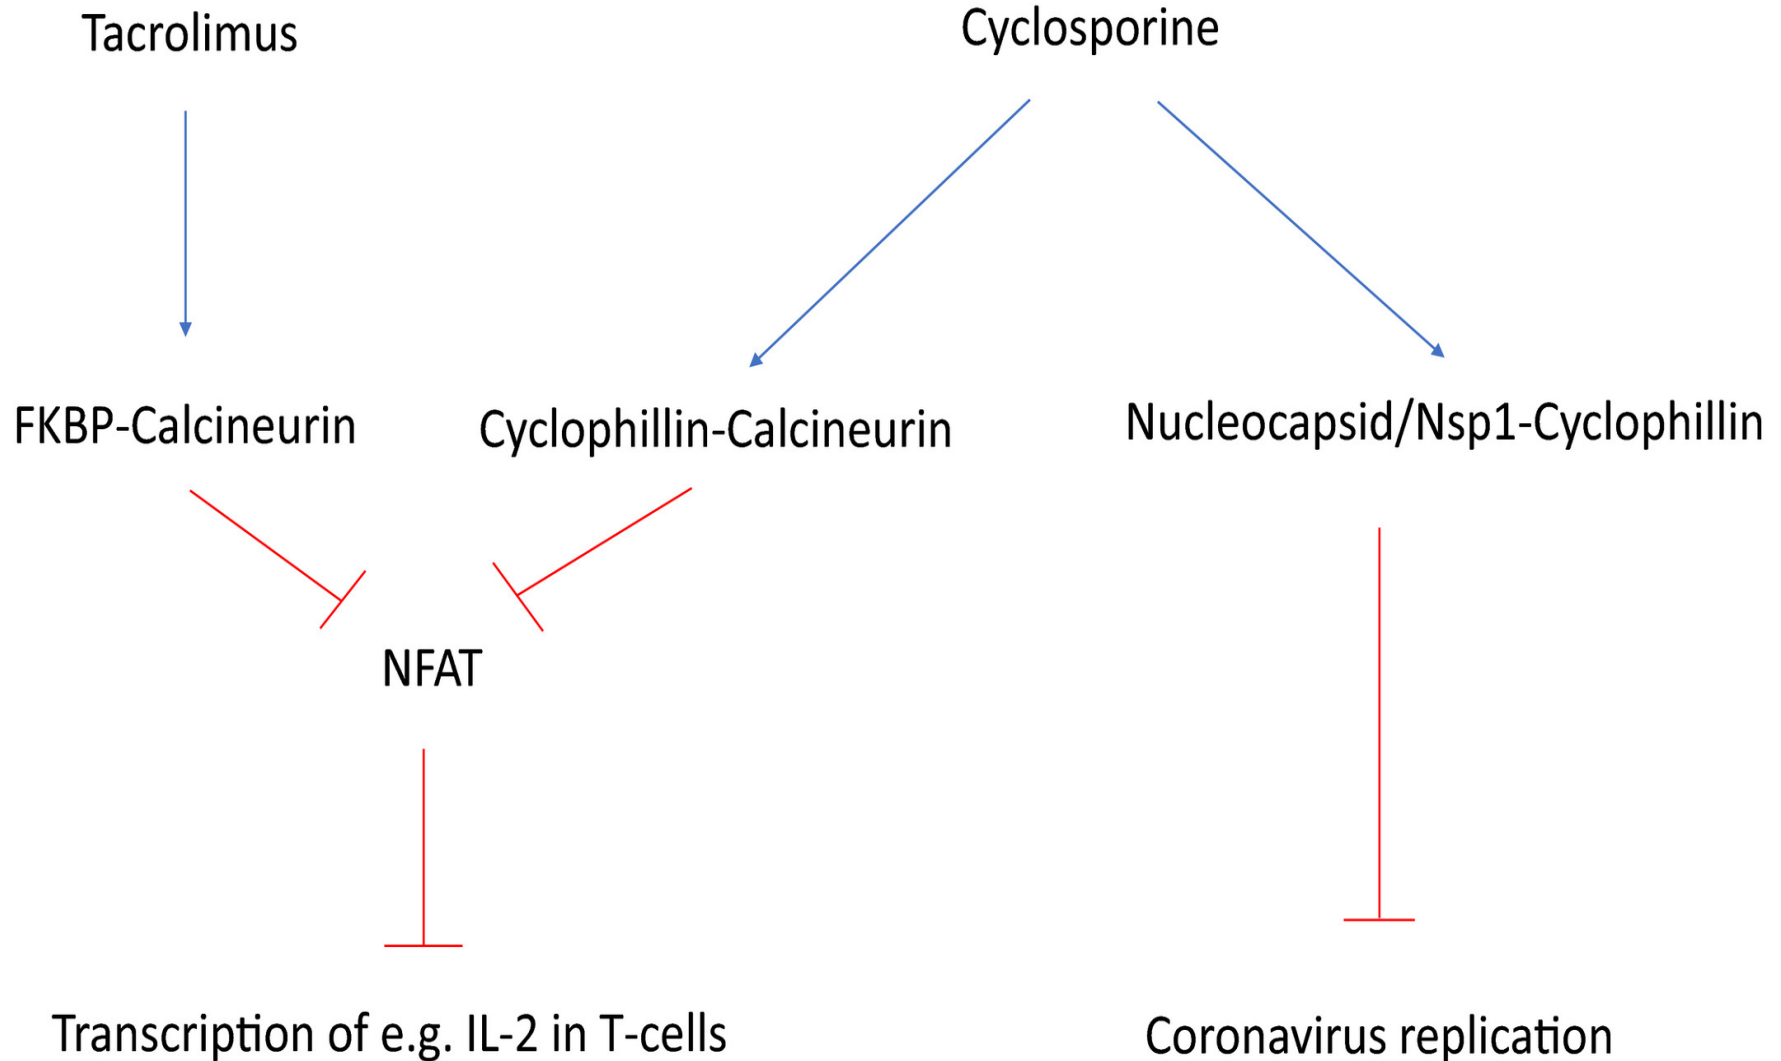 Tacrolimus
Cyclosporine
FKBP-Calcineurin
Cyclophillin-Calcineurin
Nucleocapsid/Nsp1-Cyclophillin
NFAT
Transcription of e.g. IL-2 in T-cells
Coronavirus replication